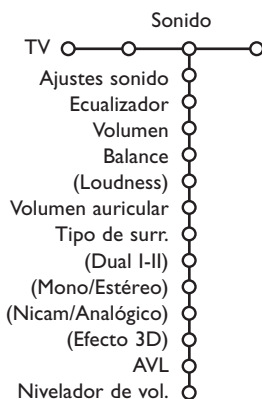 Sonido
TV
Ajustes sonido
Ecualizador
Volumen
Balance
(Loudness)
Volumen auricular
Tipo de surr.
(Dual I-II)
(Mono/Estéreo)
(Nicam/Analógico)
(Efecto 3D)
AVL
Nivelador de vol.